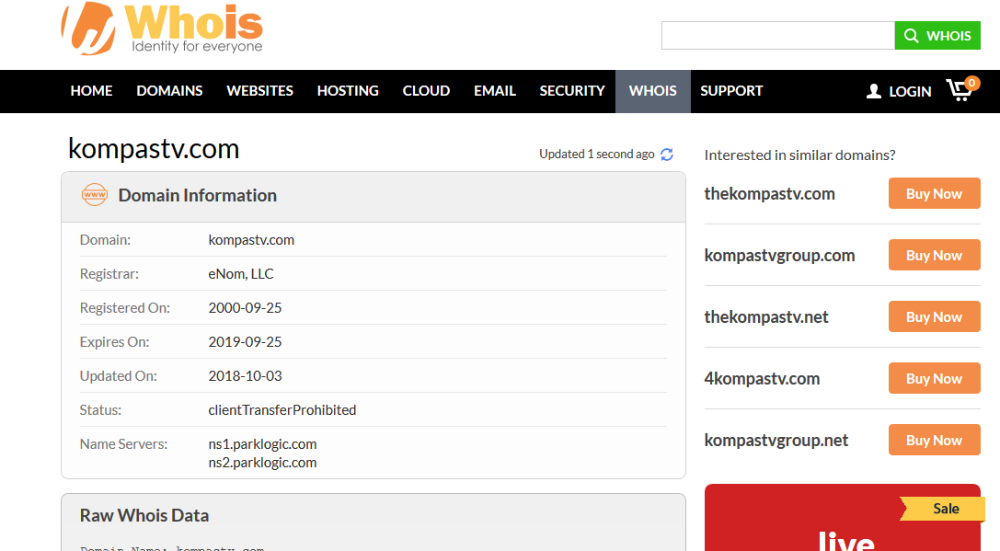 Whois
Identity for everyone
WHOIS
HOME DOMAINS WEBSITES HOSTING CLOUD EMAIL SECURITY WHOIS SUPPORT LOGIN 0
kompastv.com
Updated 1 second ago
www Domain Information
Domain: kompastv.com
Registrar: eNom, LLC
Registered On: 2000-09-25
Expires On: 2019-09-25
Updated On: 2018-10-03
Status: clientTransferProhibited
Name Servers: ns1.parklogic.com
ns2.parklogic.com
Raw Whois Data
Domain Name: kompastv.com
Interested in similar domains?
thekompastv.com Buy Now
kompastvgroup.com Buy Now
thekompastv.net Buy Now
4kompastv.com Buy Now
kompastvgroup.net Buy Now
Sale
live